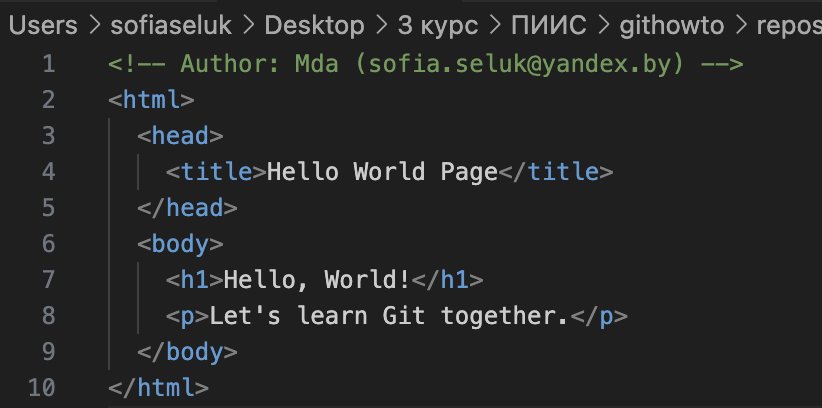 Users > sofiaseluk > Desktop > 3 курс > ПИИС > githowto > repos
1 <!-- Author: Mda (sofia.seluk@yandex.by) -->
2 <html>
3 <head>
4 <title>Hello World Page</title>
5 </head>
6 <body>
7 <h1>Hello, World!</h1>
8 <p>Let's learn Git together.</p>
9 </body>
10 </html>